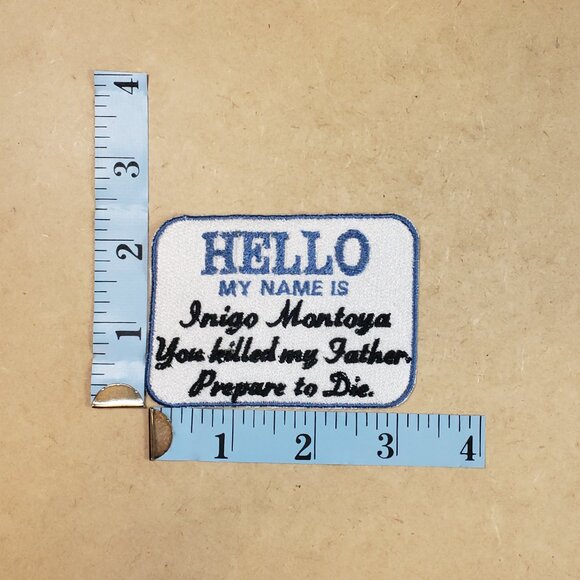 HELLO
MY NAME IS
Inigo Montoya
You killed my Father.
Prepare to Die.
4
3
2
1
1 2 3 4